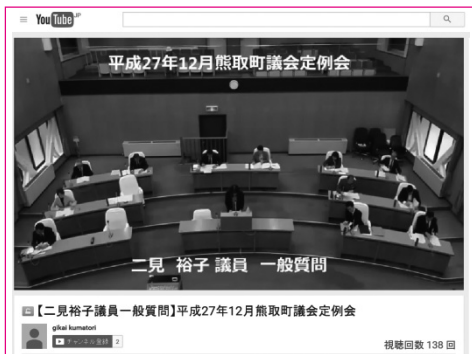 YouTube JP
平成27年12月熊取町議会定例会
二見 裕子 議員 一般質問
【二見裕子議員一般質問】平成27年12月熊取町議会定例会
gikai kumatori
チャンネル登録 2
視聴回数 138 回